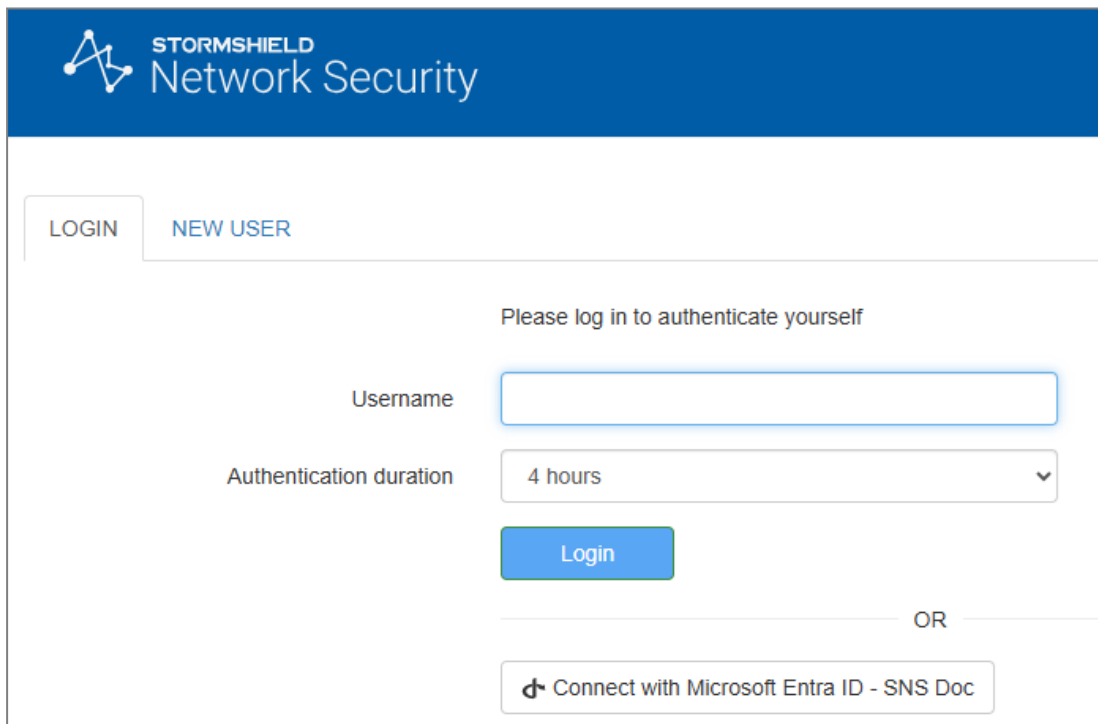 STORMSHIELD
Network Security
LOGIN NEW USER
Please log in to authenticate yourself
Username
Authentication duration 4 hours
Login
OR
Connect with Microsoft Entra ID - SNS Doc